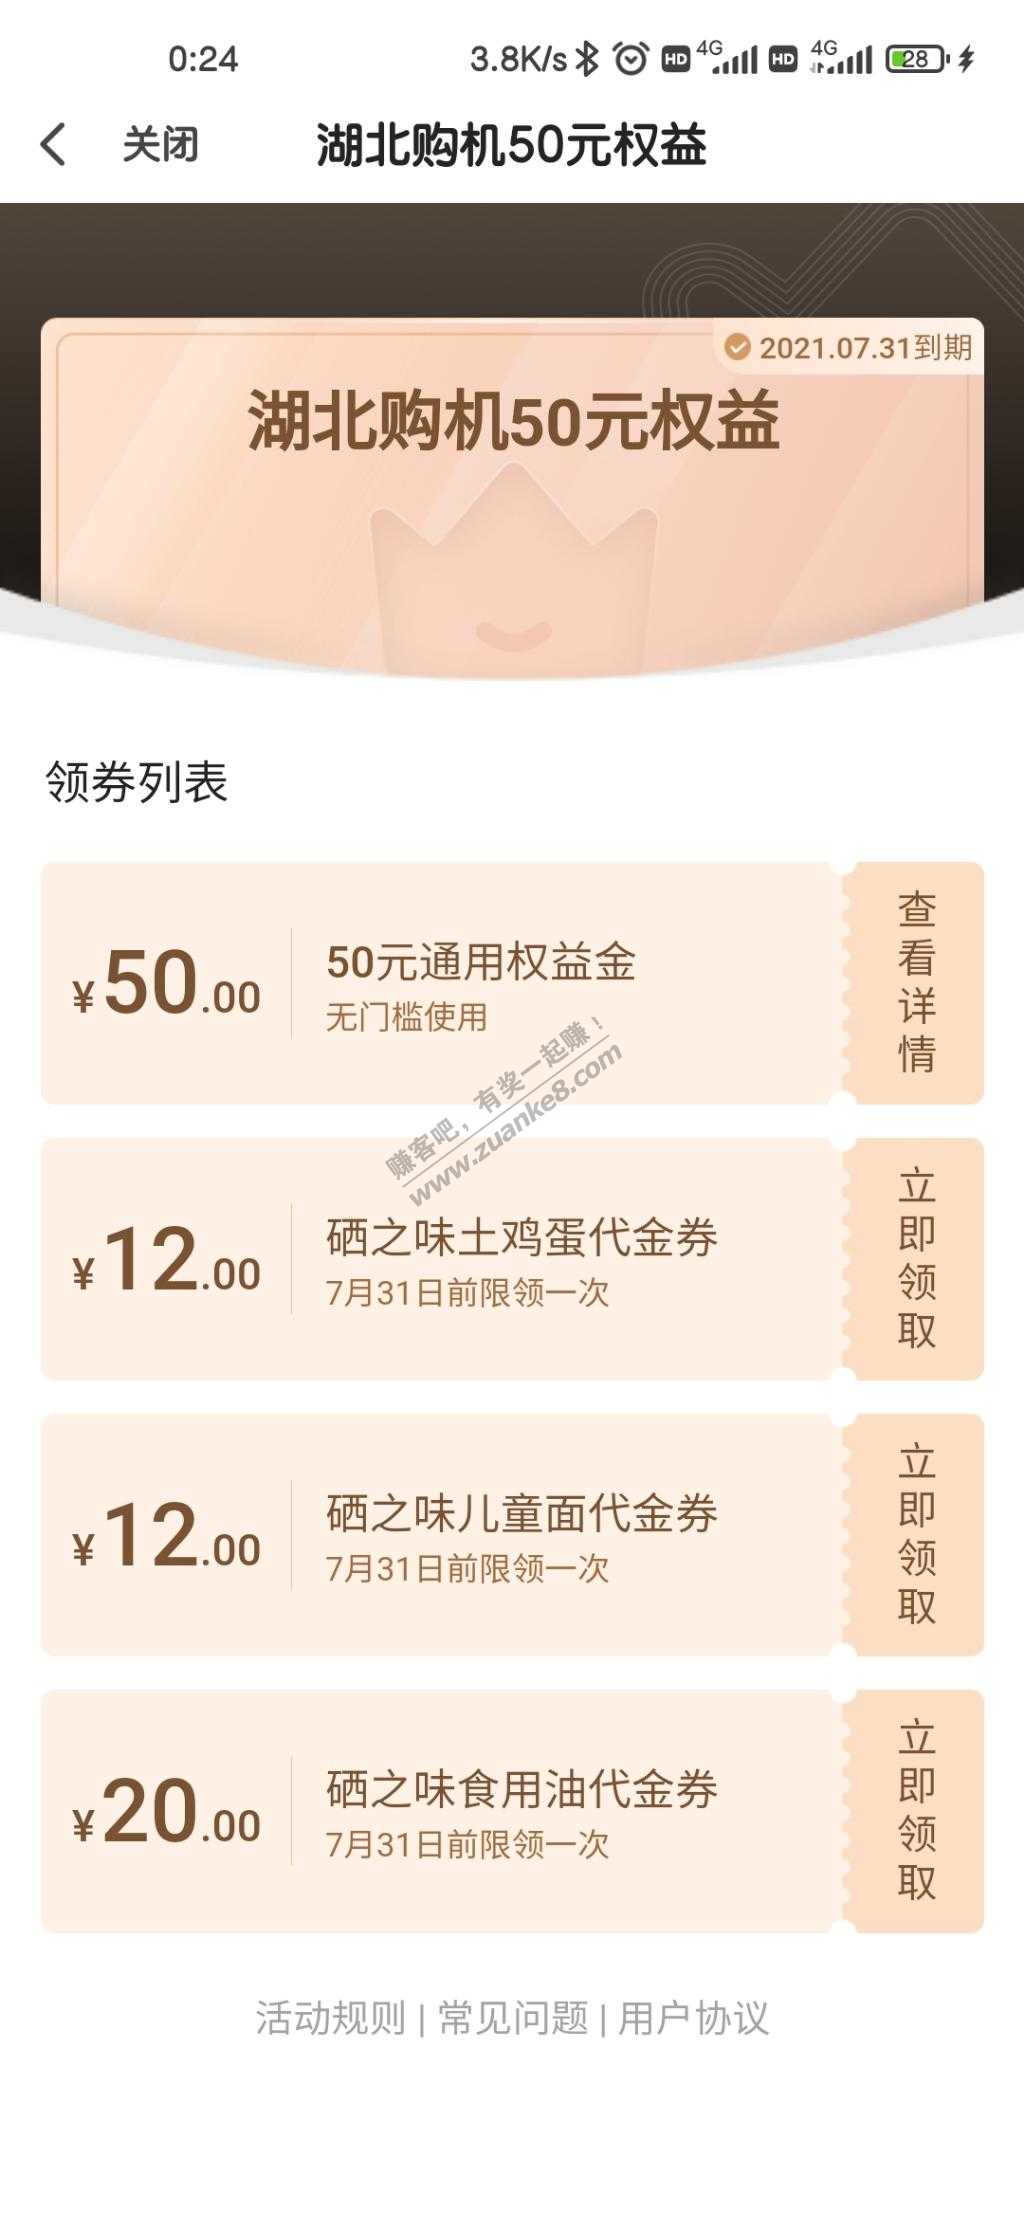 0:24
3.8K/s HD 4G HD 4G 28
关闭 湖北购机50元权益
2021.07.31到期
湖北购机50元权益
领券列表
¥50.00
50元通用权益金
无门槛使用
查看详情
¥12.00
硒之味土鸡蛋代金券
7月31日前限领一次
立即领取
¥12.00
硒之味儿童面代金券
7月31日前限领一次
立即领取
¥20.00
硒之味食用油代金券
7月31日前限领一次
立即领取
赚客吧，有奖一起赚！
www.zuanke8.com
活动规则 | 常见问题 | 用户协议